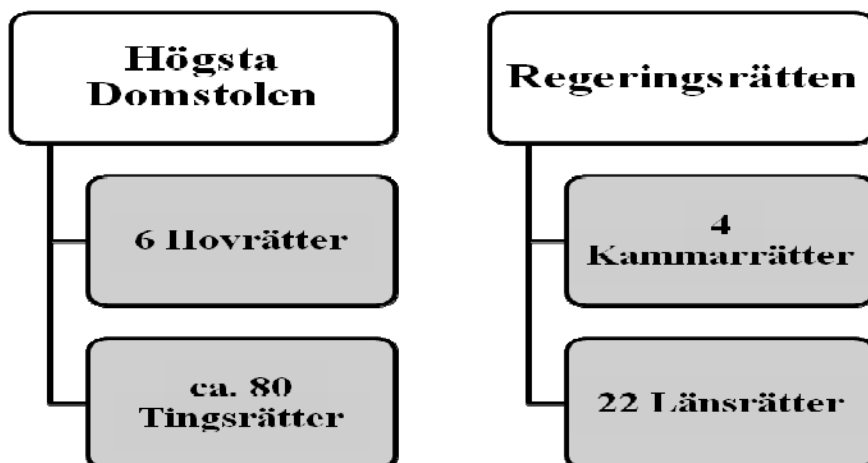 Högsta
Domstolen
6 Hovrätter
ca. 80
Tingsrätter
Regeringsrätten
4
Kammarrätter
22 Länsrätter